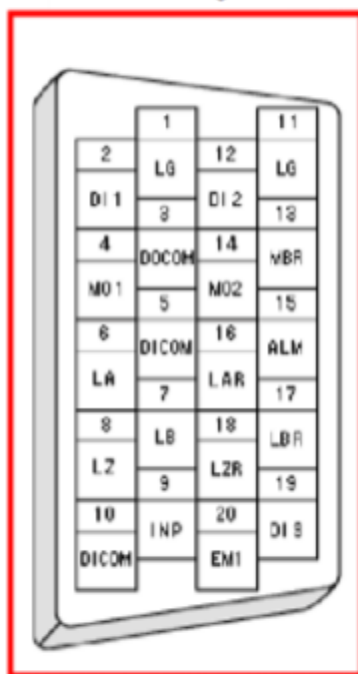 1 11
2 12
LG LG
DI 1 DI 2
3 13
4 14
DOCOM MBR
MO1 MO2
5 15
6 16
DICOM ALM
LA LAR
7 17
8 18
LB LBR
LZ LZR
9 19
10 20
INP DI 3
DICOM EM1